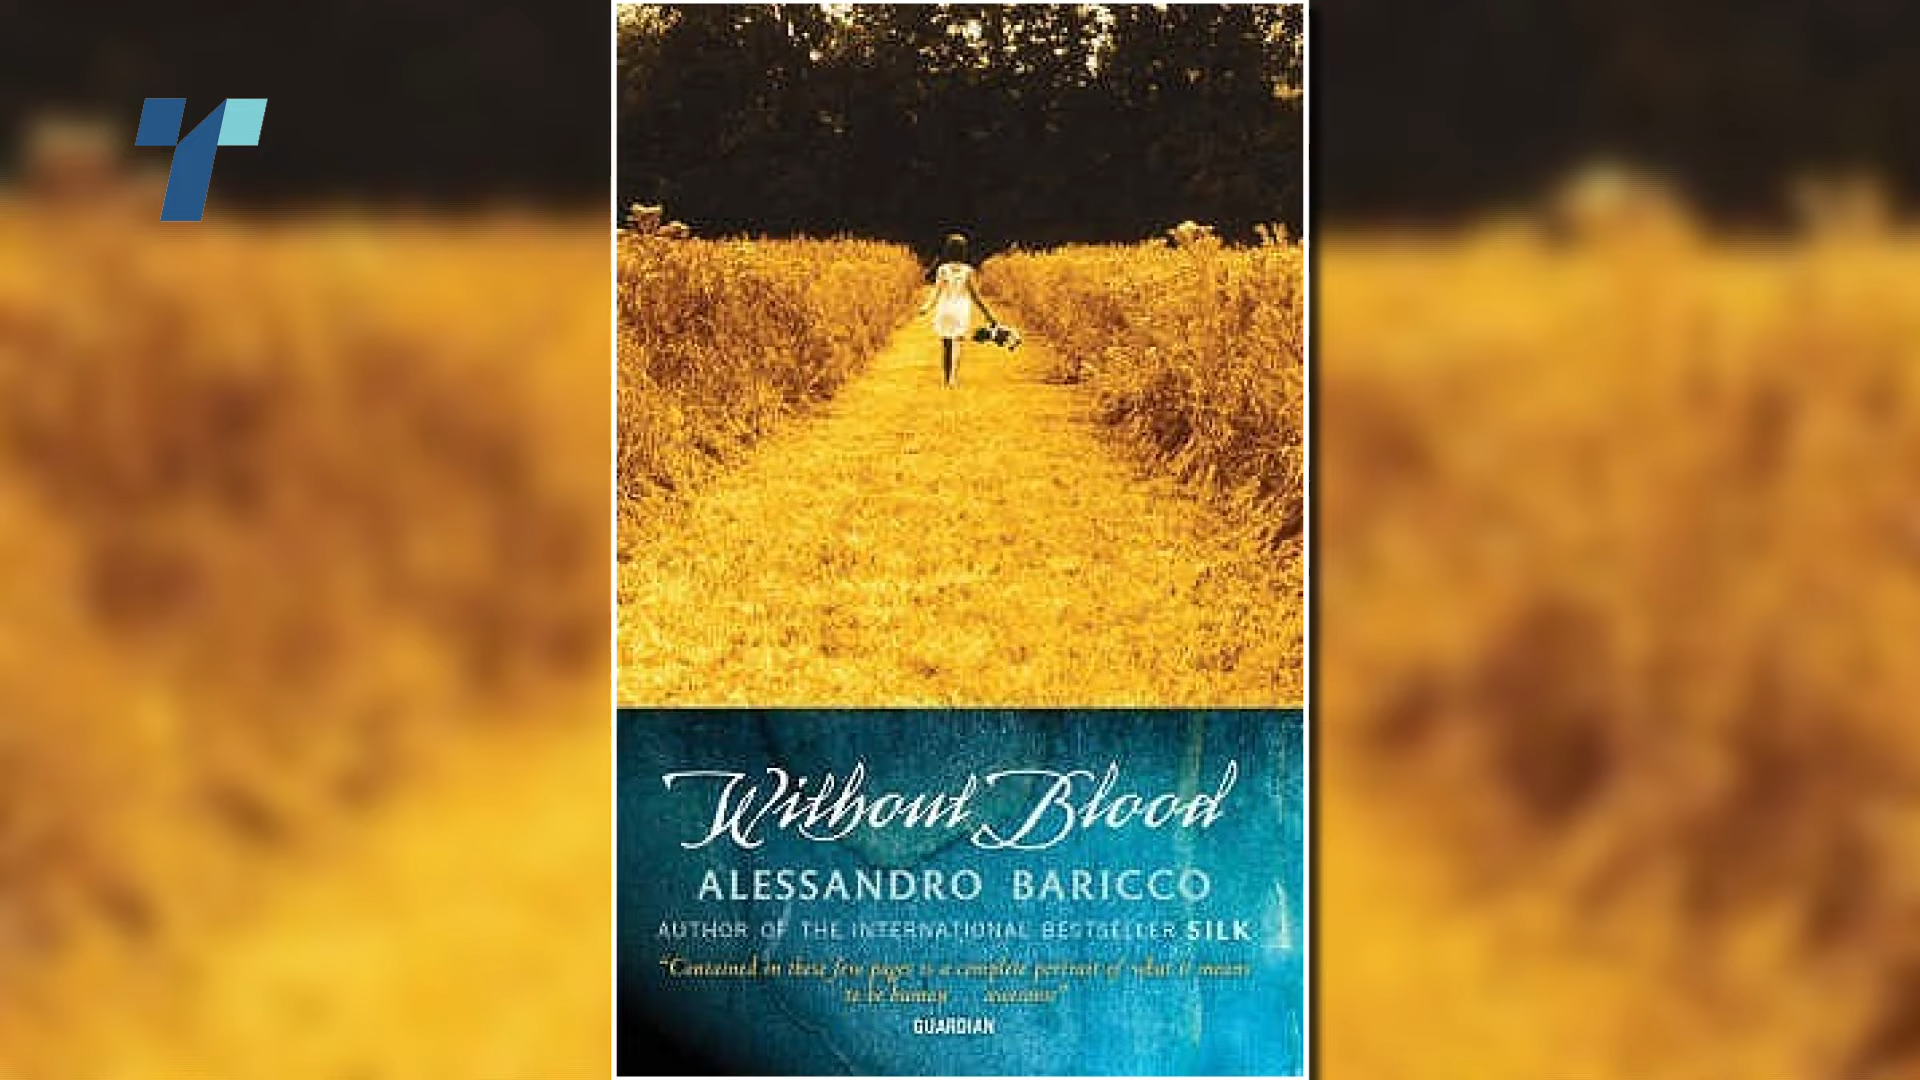 Without Blood
ALESSANDRO BARICCO
AUTHOR OF THE INTERNATIONAL BESTSELLER SILK
"Contained in these few pages is a complete portrait of what it means
to be human . . . awesome"
GUARDIAN